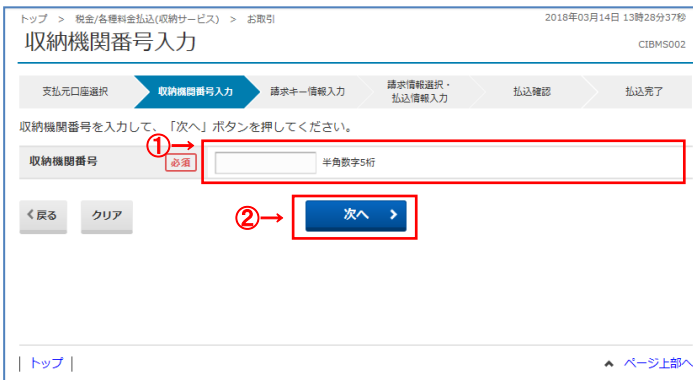 トップ > 税金/各種料金払込(収納サービス) > お取引
2018年03月14日 13時28分37秒
収納機関番号入力
CIBMS002
支払元口座選択 収納機関番号入力 請求キー情報入力 請求情報選択・ 払込確認 払込完了
払込情報入力
収納機関番号を入力して、「次へ」ボタンを押してください。
①→
収納機関番号 必須 半角数字5桁
戻る クリア ②→ 次へ
| トップ | ページ上部へ